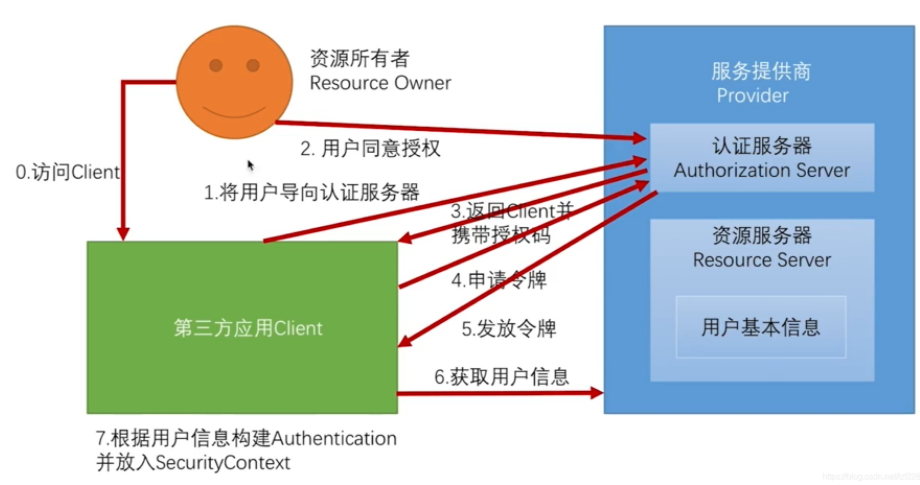 资源所有者
Resource Owner
服务提供商
Provider
2. 用户同意授权
认证服务器
Authorization Server
0.访问Client
1.将用户导向认证服务器
3.返回Client并
携带授权码
资源服务器
Resource Server
4.申请令牌
第三方应用Client
5.发放令牌
用户基本信息
6.获取用户信息
7.根据用户信息构建Authentication
并放入SecurityContext